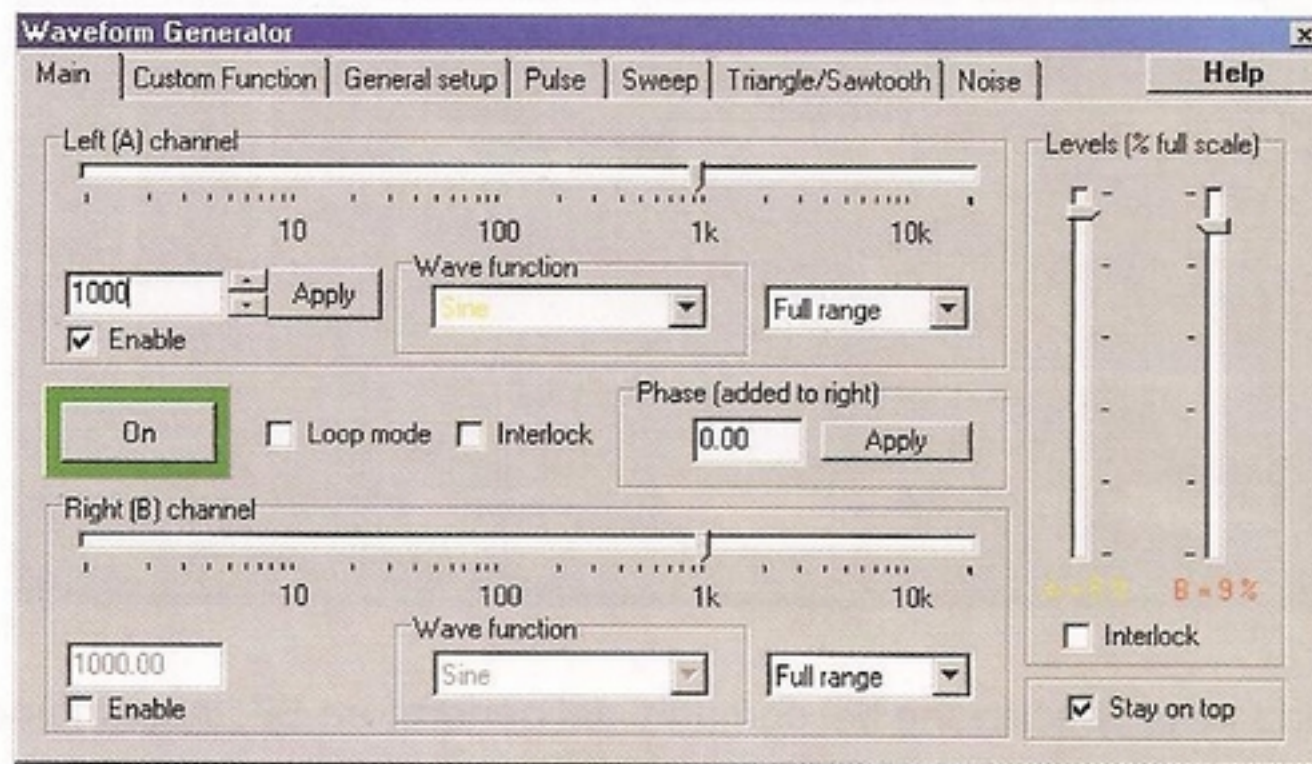 Waveform Generator
Main Custom Function General setup Pulse Sweep Triangle/Sawtooth Noise Help
Left (A) channel
10 100 1k 10k
1000 Apply
Enable
Wave function
Sine
Full range
On
Loop mode Interlock
Phase (added to right)
0.00 Apply
Right (B) channel
10 100 1k 10k
1000.00
Enable
Wave function
Sine
Full range
Levels (% full scale)
B = 9 %
Interlock
Stay on top